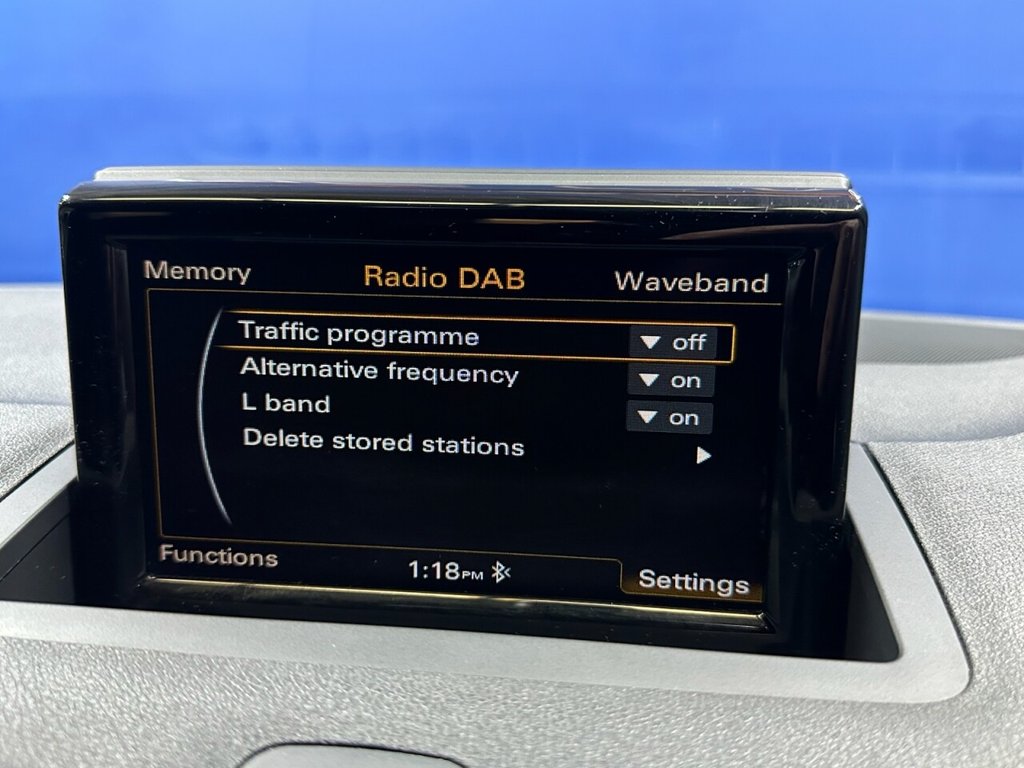 Memory Radio DAB Waveband
Traffic programme off
Alternative frequency on
L band on
Delete stored stations
Functions 1:18PM Settings